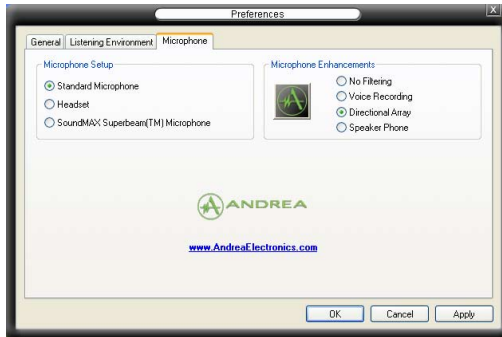 Preferences
X
General Listening Environment Microphone
Microphone Setup
Standard Microphone
Headset
SoundMAX Superbeam(TM) Microphone
Microphone Enhancements
No Filtering
Voice Recording
Directional Array
Speaker Phone
ANDREA
www.AndreaElectronics.com
OK Cancel Apply